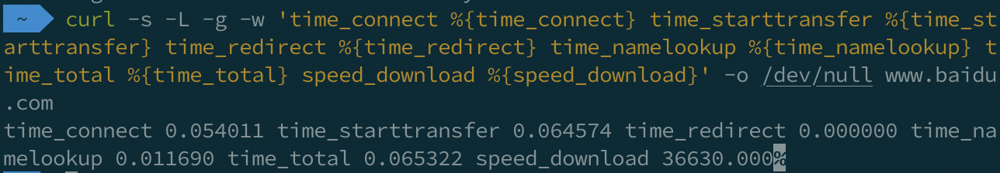 ~ curl -s -L -g -w 'time_connect %{time_connect} time_starttransfer %{time_st
arttransfer} time_redirect %{time_redirect} time_namelookup %{time_namelookup} t
ime_total %{time_total} speed_download %{speed_download}' -o /dev/null www.baidu
.com
time_connect 0.054011 time_starttransfer 0.064574 time_redirect 0.000000 time_na
melookup 0.011690 time_total 0.065322 speed_download 36630.000%